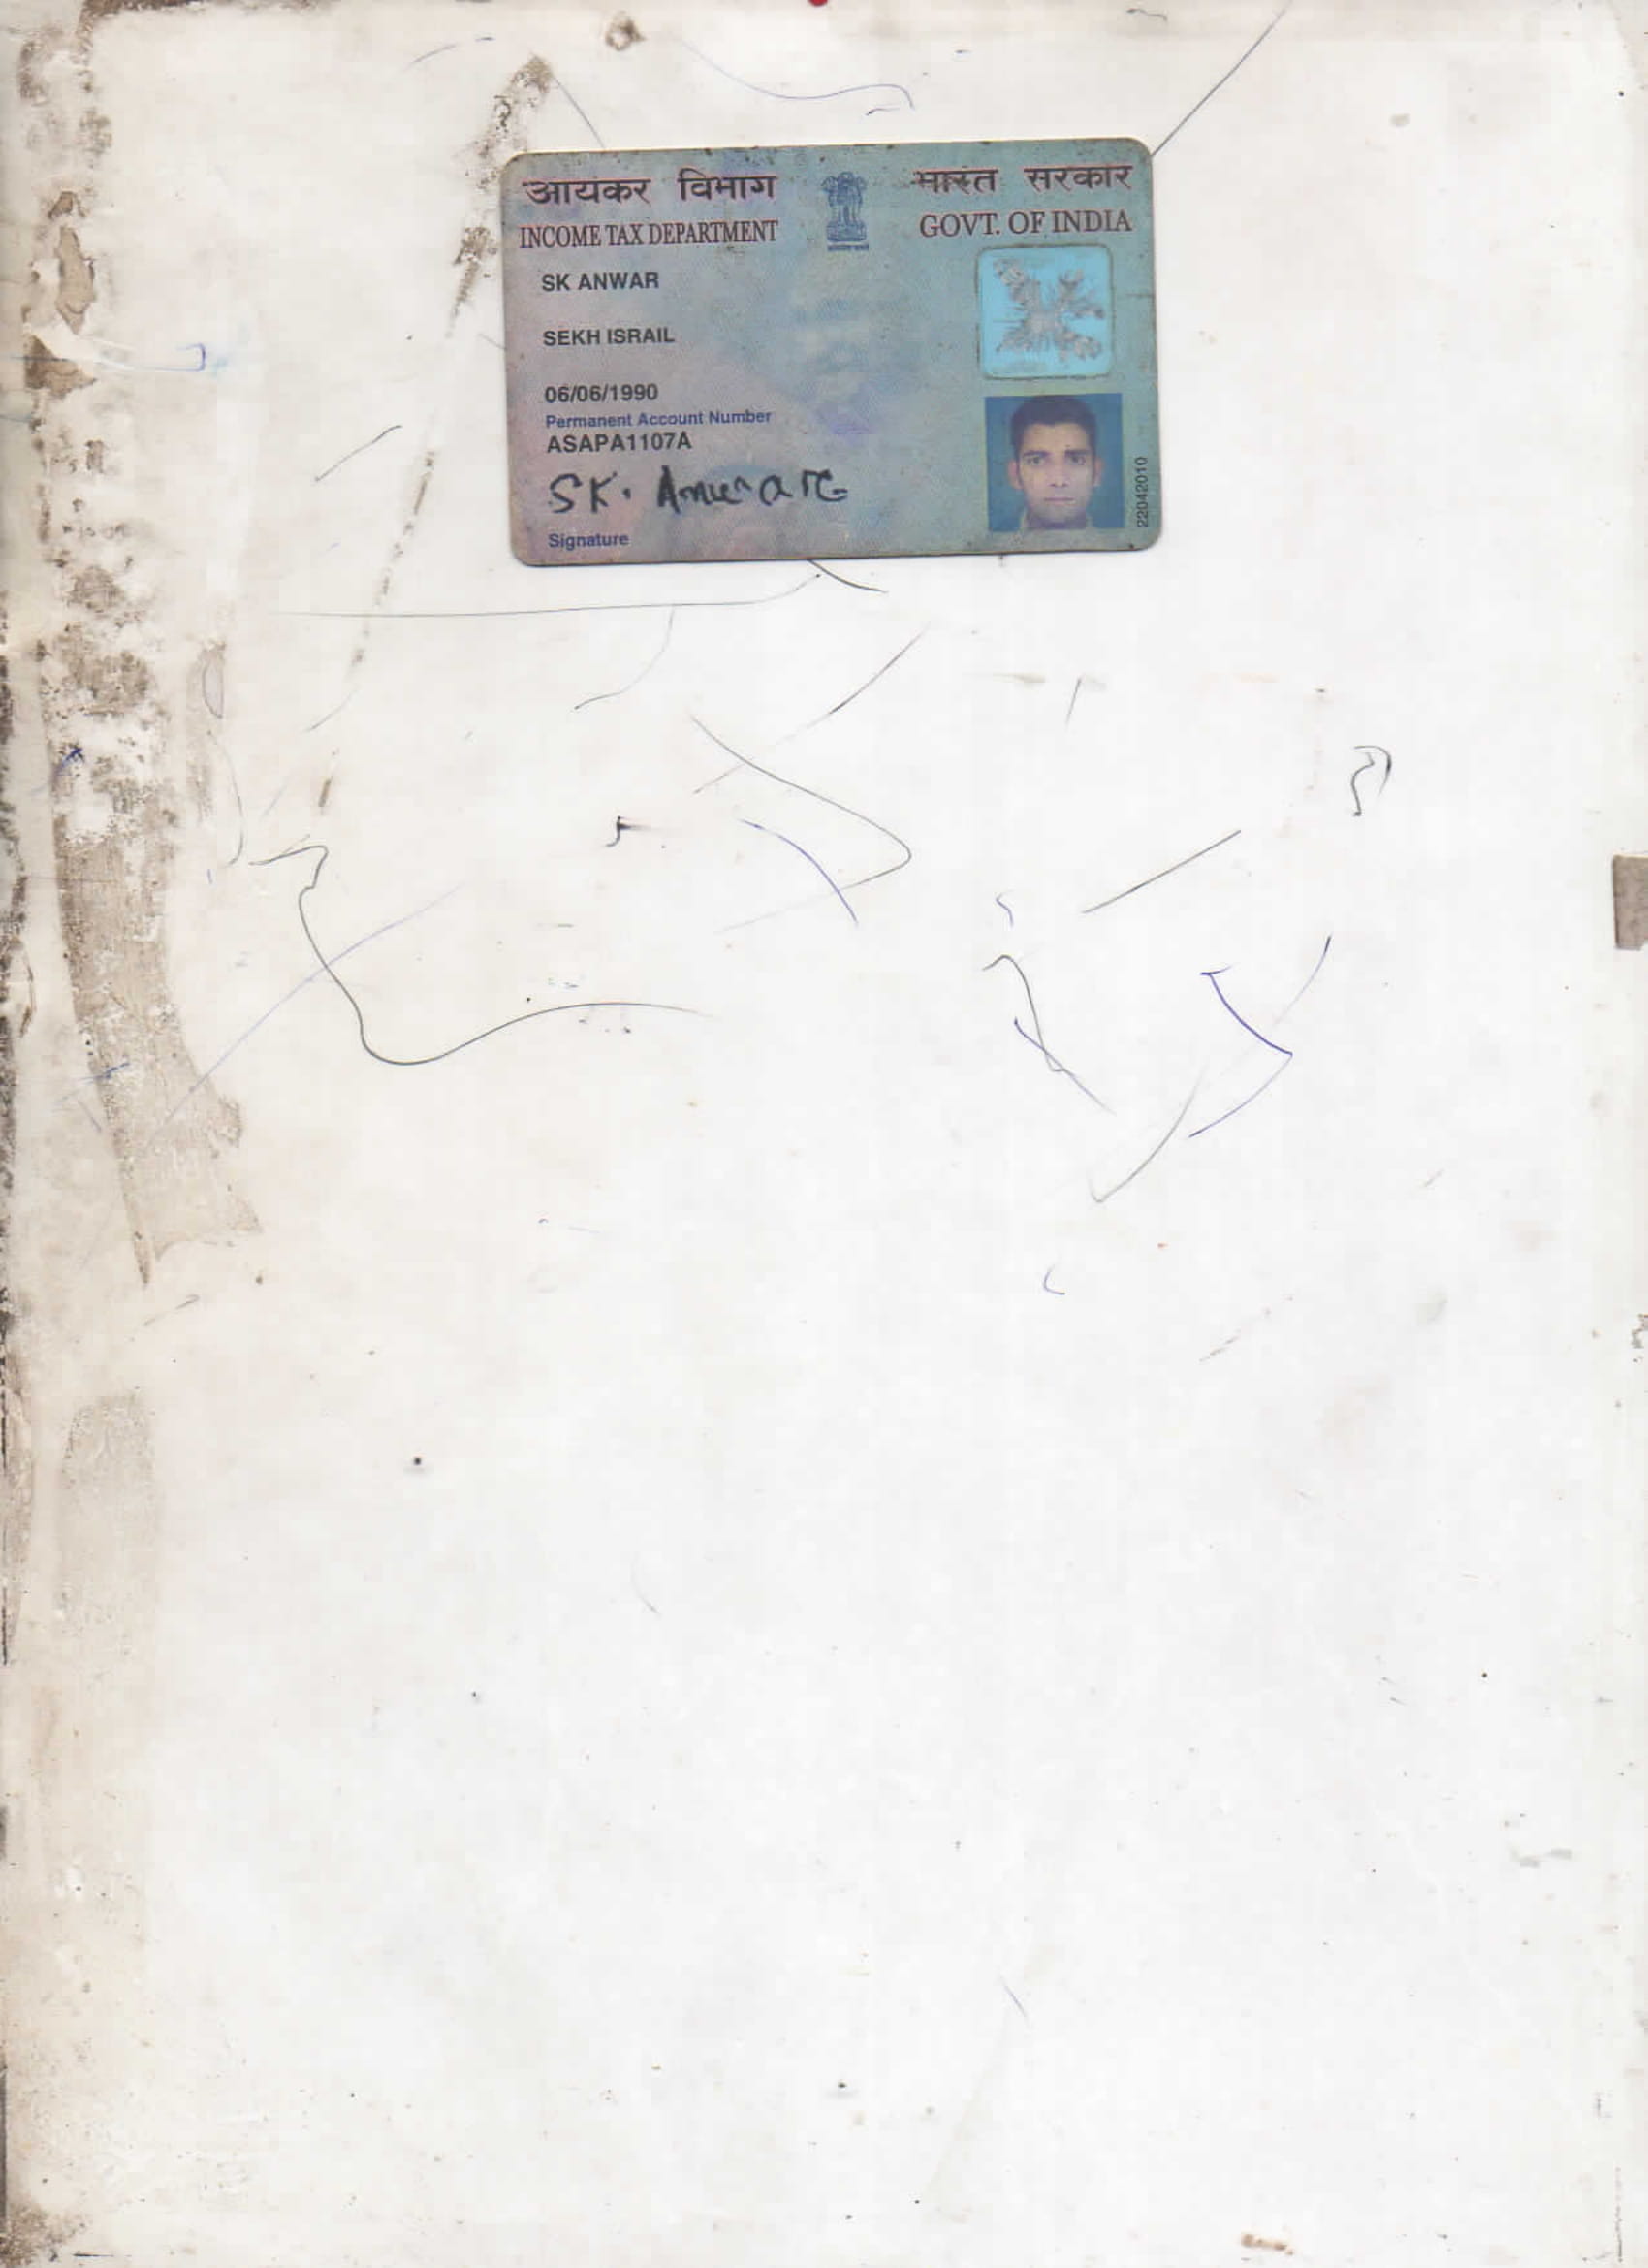 आयकर विभाग
भारत सरकार
INCOME TAX DEPARTMENT
GOVT. OF INDIA
SK ANWAR
SEKH ISRAIL
06/06/1990
Permanent Account Number
ASAPA1107A
SK. Anwar
Signature
22042010